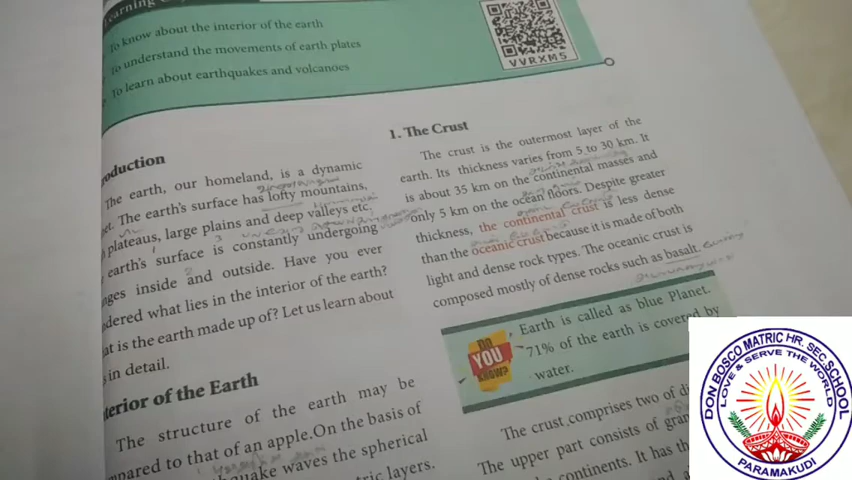 To know about the interior of the earth
To understand the movements of earth plates
To learn about earthquakes and volcanoes
VVRXM5
roduction
The earth, our homeland, is a dynamic
et. The earth's surface has lofty mountains,
plateaus, large plains and deep valleys etc.
earth's surface is constantly undergoing
ges inside and outside. Have you ever
dered what lies in the interior of the earth?
at is the earth made up of? Let us learn about
in detail.
terior of the Earth
The structure of the earth may be
mpared to that of an apple.On the basis of
quake waves the spherical
ric layers.
1. The Crust
The crust is the outermost layer of the
earth. Its thickness varies from 5 to 30 km. It
is about 35 km on the continental masses and
only 5 km on the ocean floors. Despite greater
thickness, the continental crust is less dense
than the oceanic crust because it is made of both
light and dense rock types. The oceanic crust is
composed mostly of dense rocks such as basalt.
DO YOU KNOW?
Earth is called as blue Planet.
71% of the earth is covered by
water.
The crust comprises two of di
The upper part consists of gran
continents. It has th
DON BOSCO MATRIC HR. SEC. SCHOOL
LOVE & SERVE THE WORLD
PARAMAKUDI